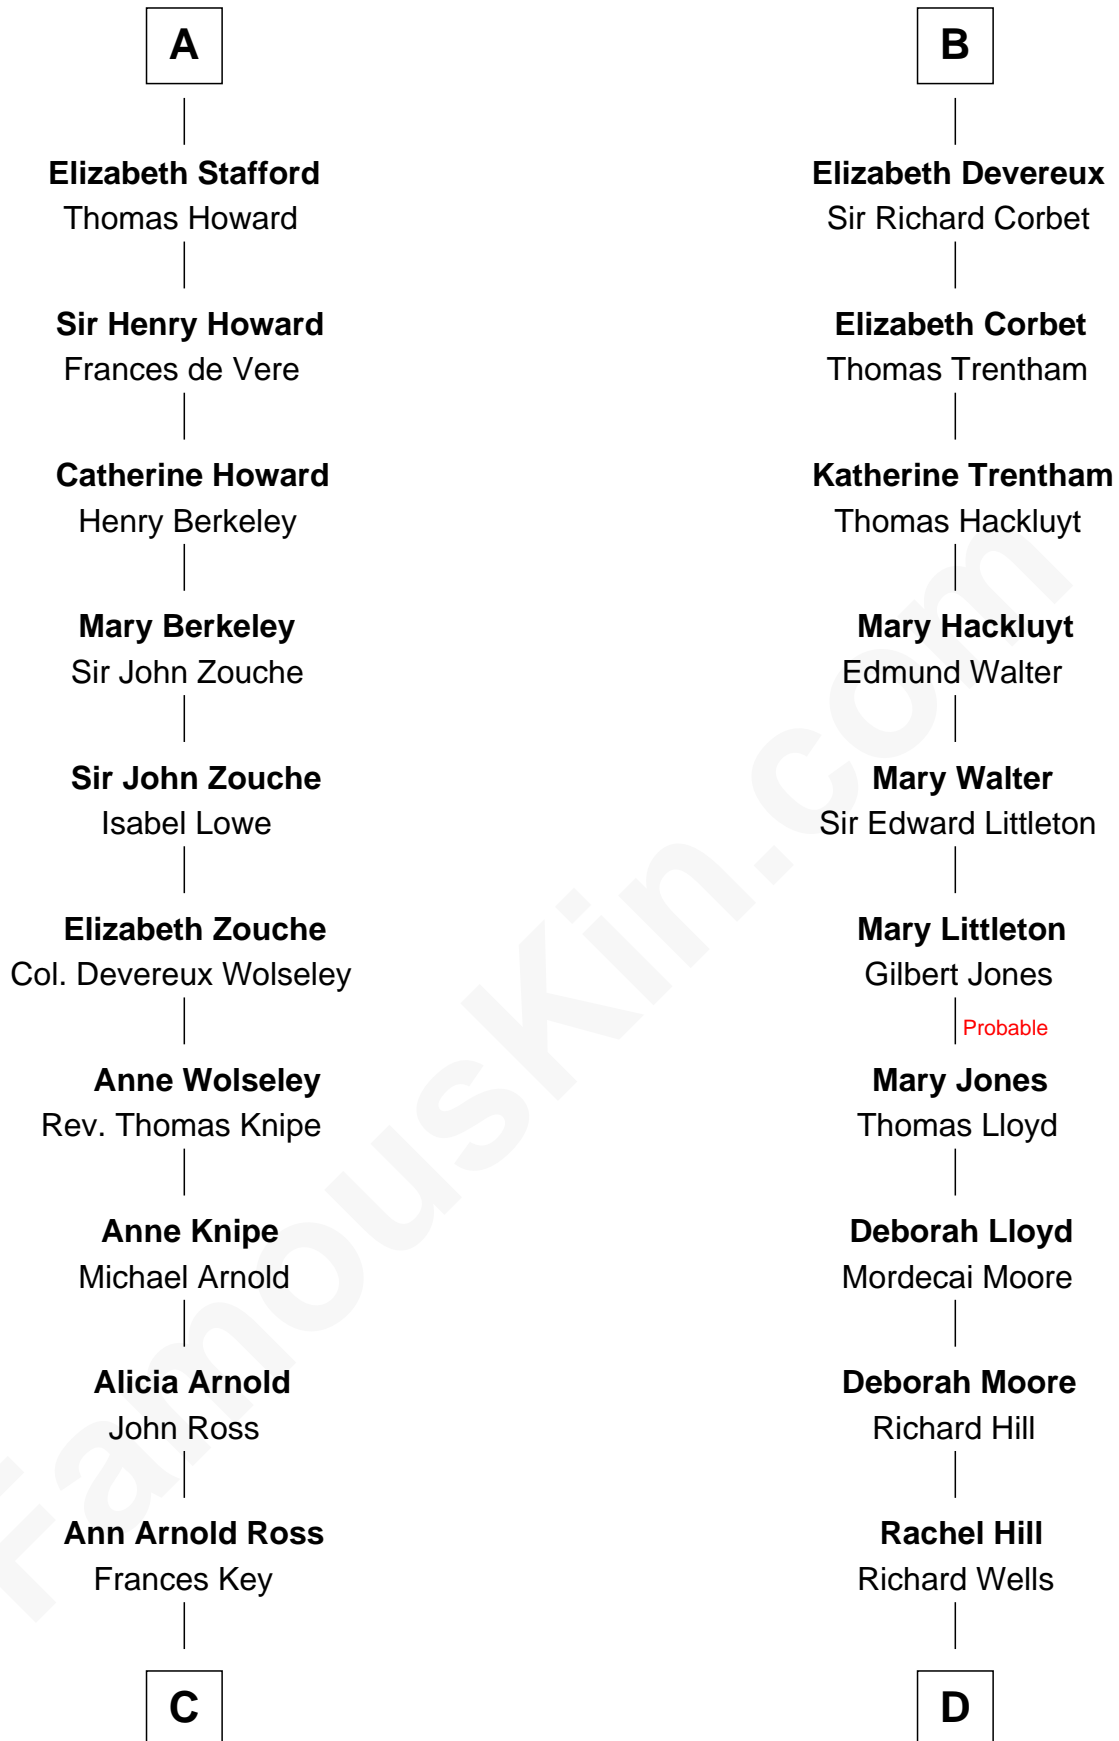 A
Elizabeth Stafford
Thomas Howard
Sir Henry Howard
Frances de Vere
Catherine Howard
Henry Berkeley
Mary Berkeley
Sir John Zouche
Sir John Zouche
Isabel Lowe
Elizabeth Zouche
Col. Devereux Wolseley
Anne Wolseley
Rev. Thomas Knipe
Anne Knipe
Michael Arnold
Alicia Arnold
John Ross
Ann Arnold Ross
Frances Key
C
B
Elizabeth Devereux
Sir Richard Corbet
Elizabeth Corbet
Thomas Trentham
Katherine Trentham
Thomas Hackluyt
Mary Hackluyt
Edmund Walter
Mary Walter
Sir Edward Littleton
Mary Littleton
Gilbert Jones
Probable
Mary Jones
Thomas Lloyd
Deborah Lloyd
Mordecai Moore
Deborah Moore
Richard Hill
Rachel Hill
Richard Wells
D
FamousKin.com